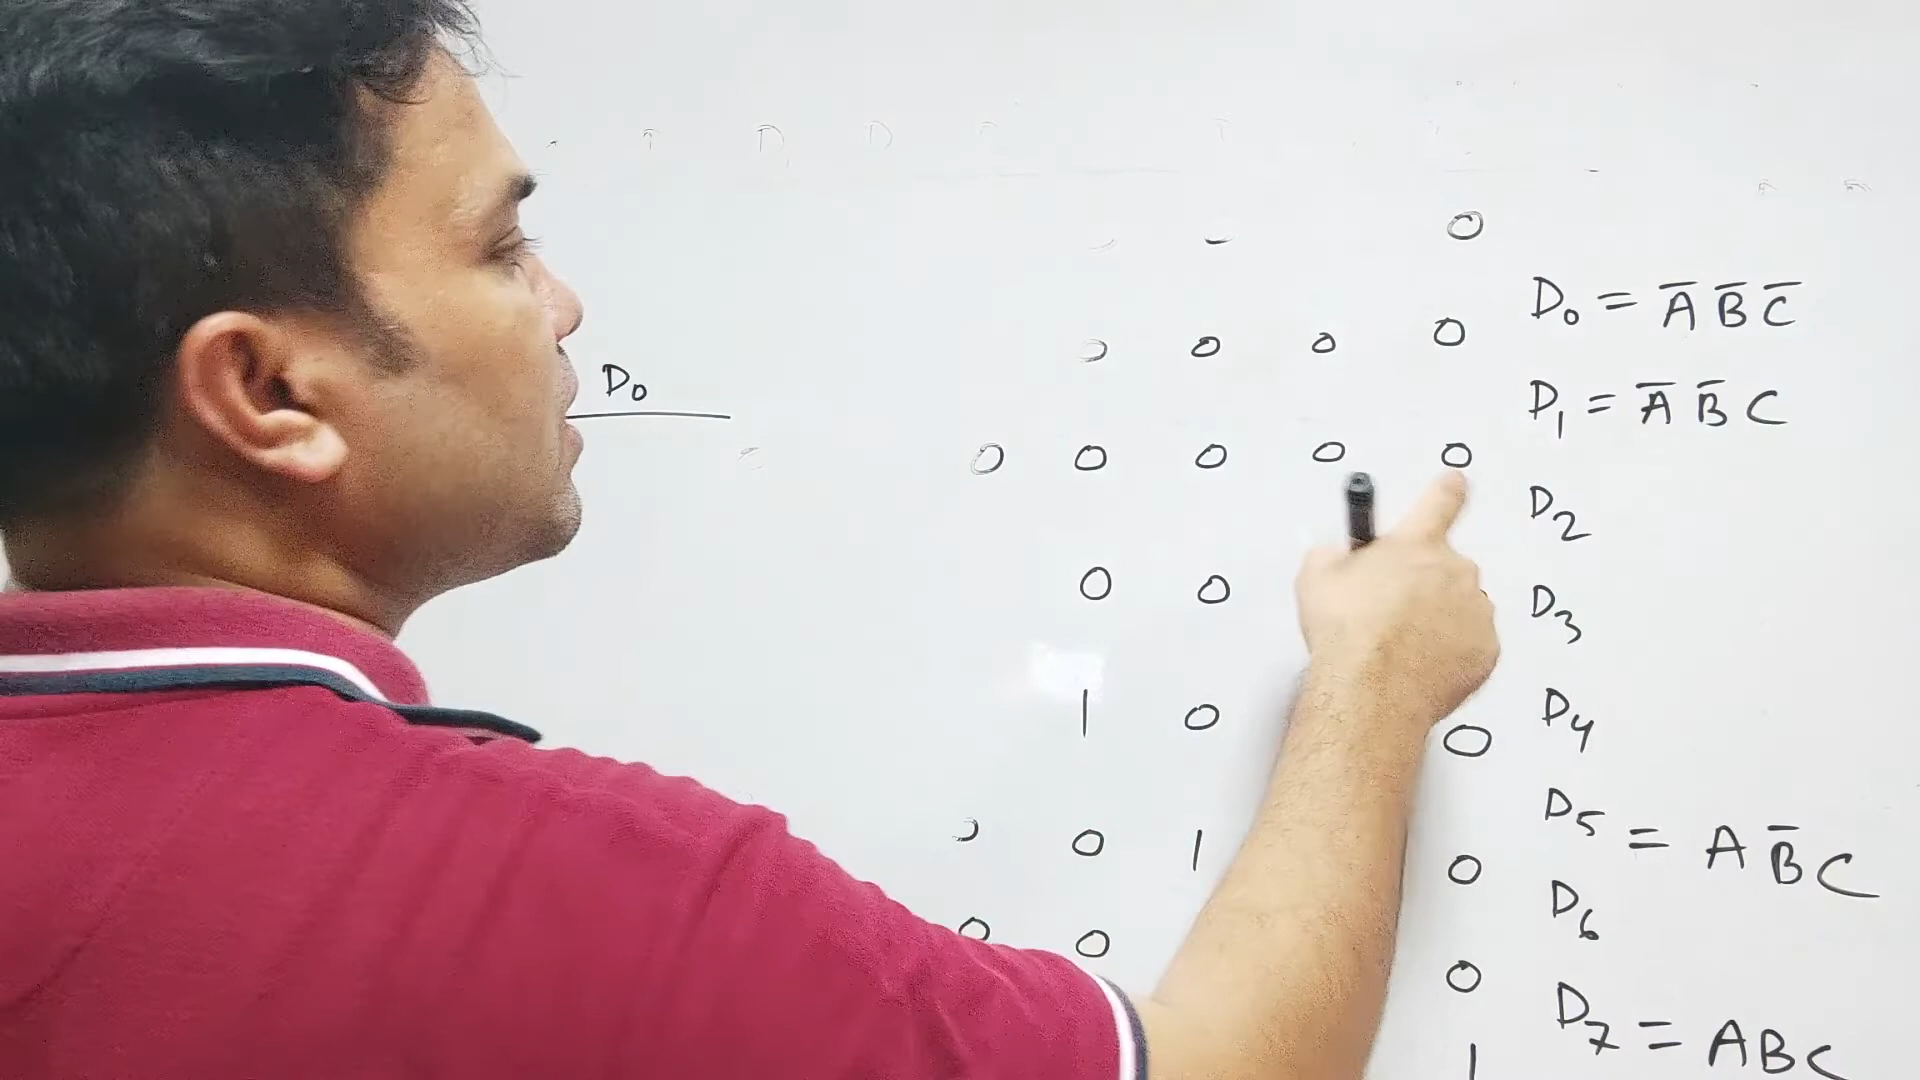 0
D0 = A̅ B̅ C̅
0 0 0
D0
D1 = A̅ B̅ C
0 0 0 0 0
D2
0 0
D3
1 0 0
D4
0 1 0
D5 = A B̅ C
0 0
D6
0
D7 = A B C
1